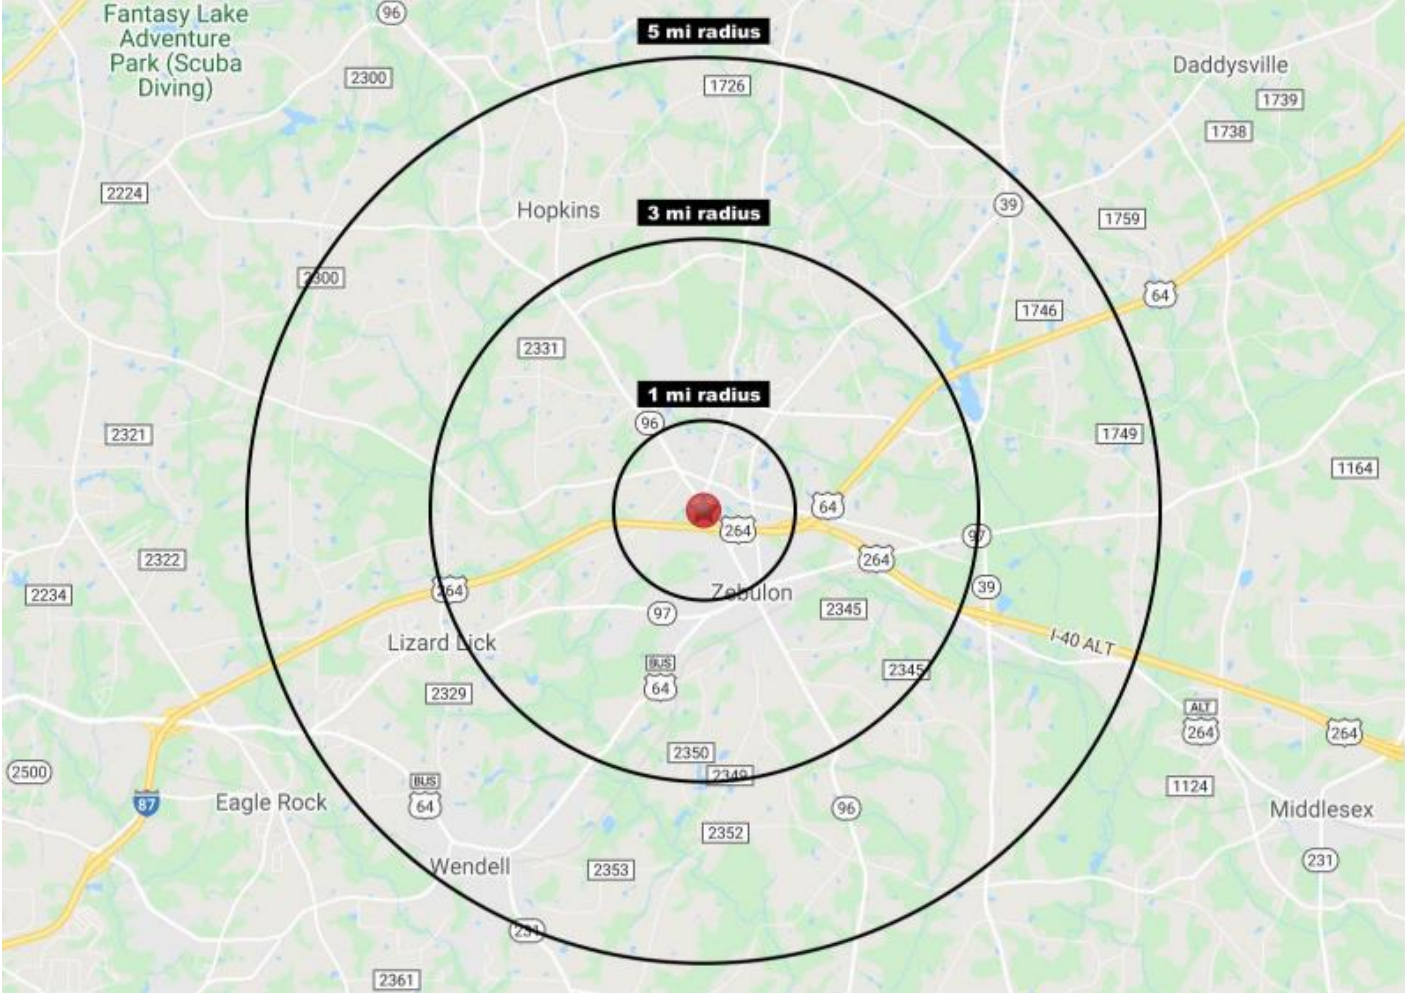 Fantasy Lake
Adventure
Park (Scuba
Diving)
96
5 mi radius
2300
1726
Daddysville
1739
1738
2224
Hopkins
3 mi radius
39
1759
2300
64
1746
2331
1 mi radius
96
2321
1749
1164
64
264
97
2322
264
264
39
2234
Zebulon
97
2345
Lizard Lick
I-40 ALT
BUS
64
2345
2329
ALT
264
264
2350
2349
2500
BUS
64
1124
87
Eagle Rock
96
Middlesex
2352
Wendell
2353
231
231
2361